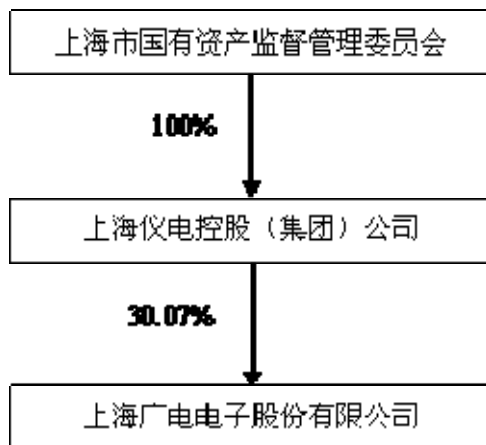 上海市国有资产监督管理委员会
100%
上海仪电控股（集团）公司
30.07%
上海广电电子股份有限公司